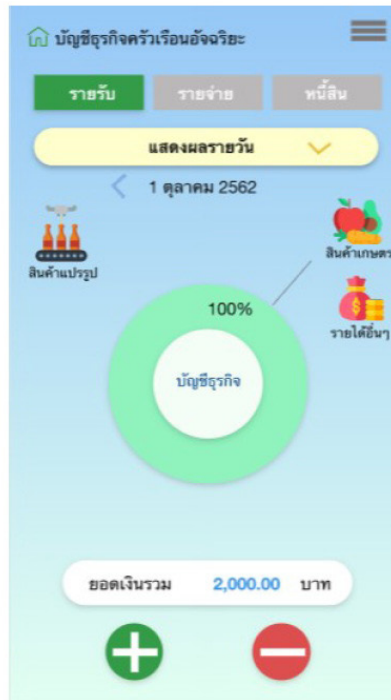 บัญชีธุรกิจครัวเรือนอัจฉริยะ
รายรับ รายจ่าย หนี้สิน
แสดงผลรายวัน
1 ตุลาคม 2562
สินค้าแปรรูป
สินค้าเกษตร
รายได้อื่นๆ
100%
บัญชีธุรกิจ
ยอดเงินรวม 2,000.00 บาท